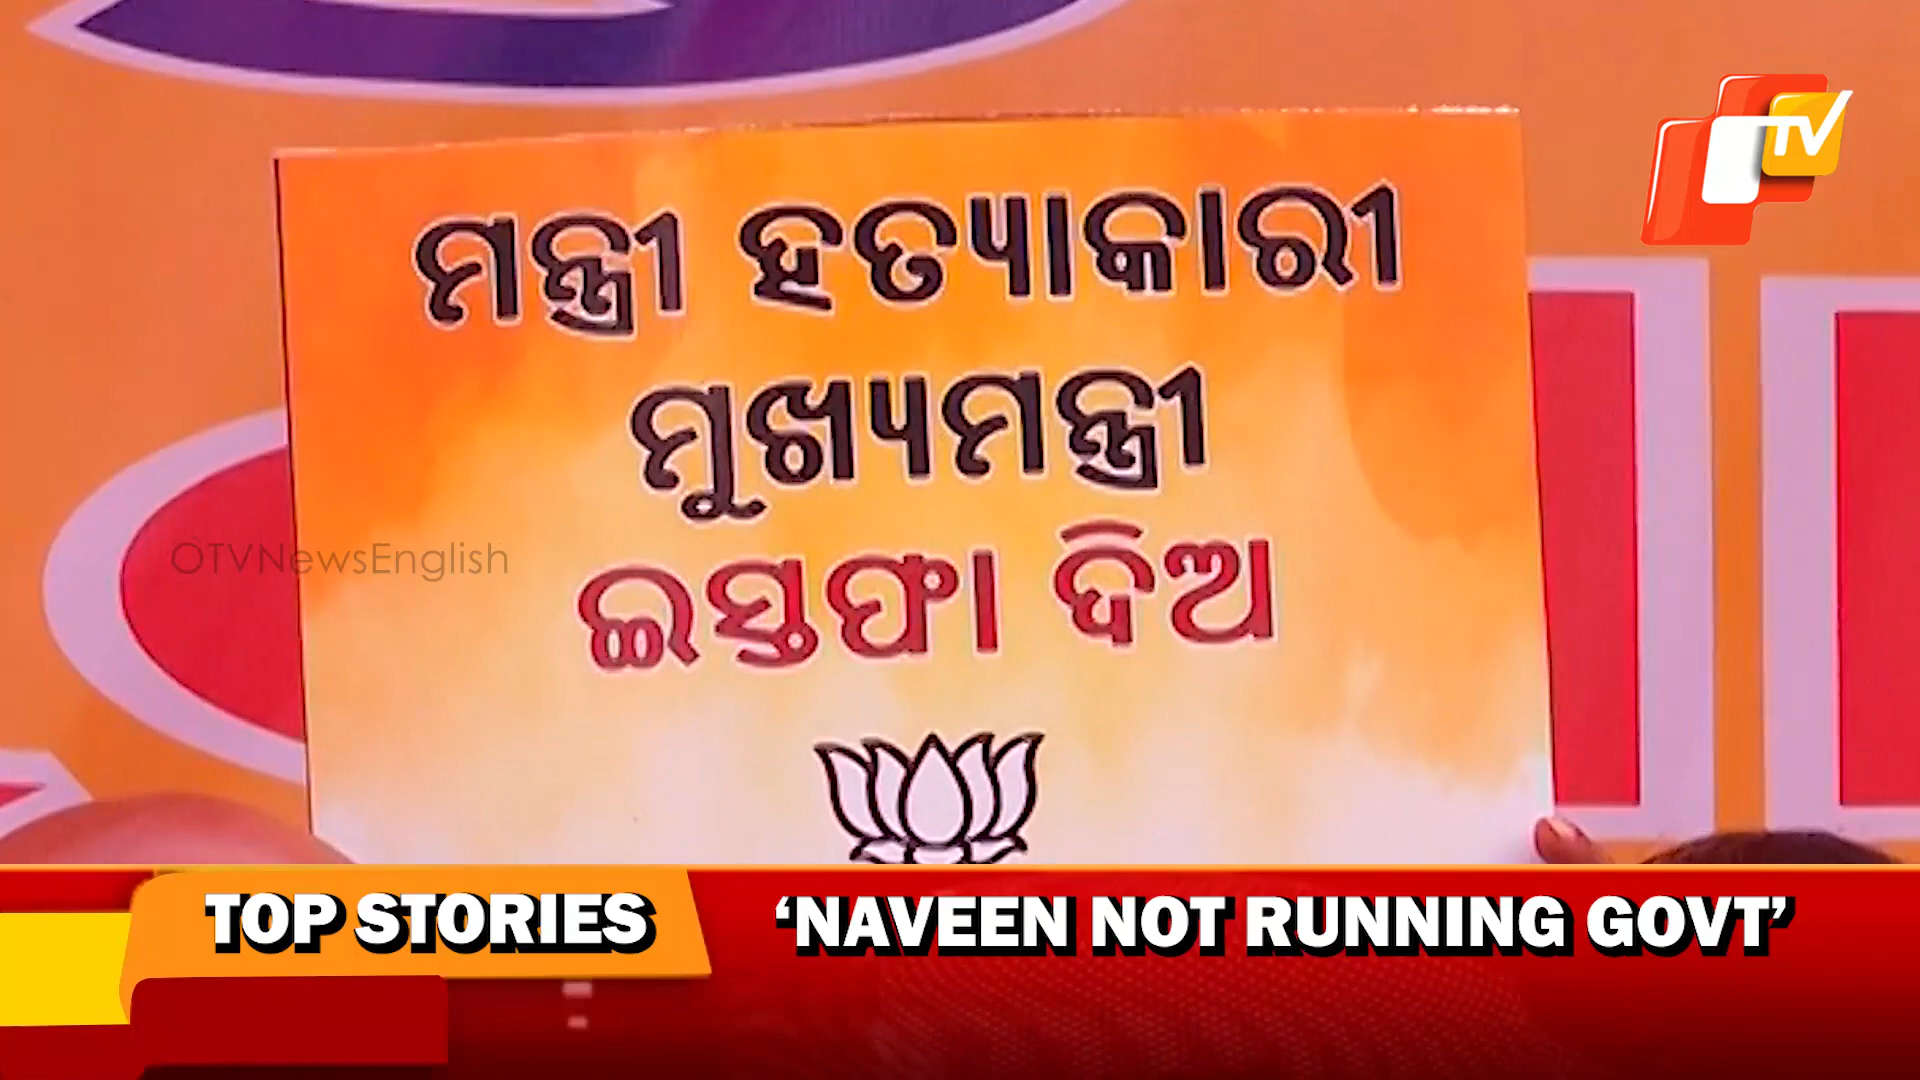 TV
ମନ୍ତ୍ରୀ ହତ୍ୟାକାରୀ
ମୁଖ୍ୟମନ୍ତ୍ରୀ
ଇସ୍ତଫା ଦିଅ
OTVNewsEnglish
TOP STORIES
‘NAVEEN NOT RUNNING GOVT’